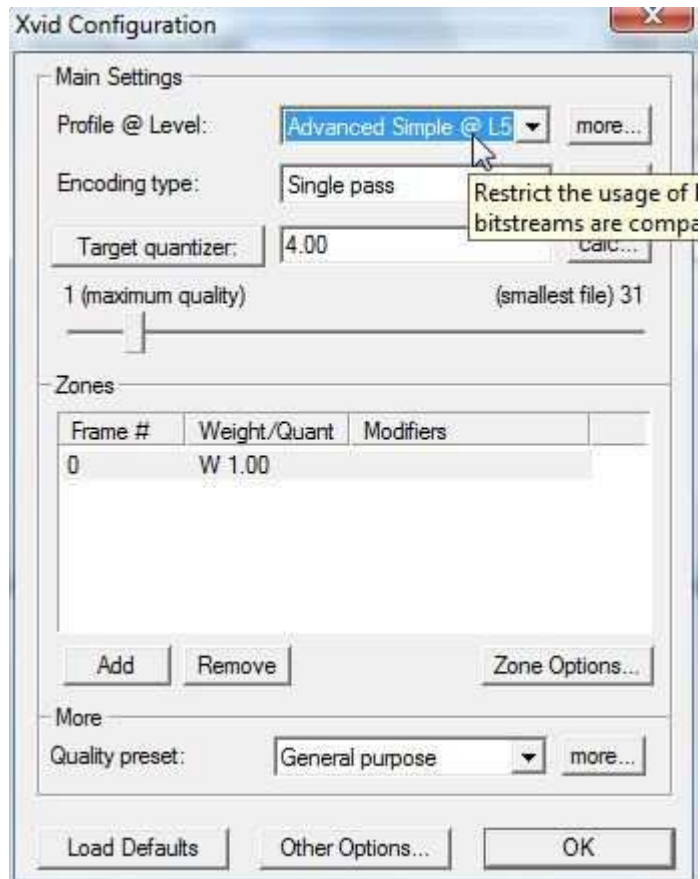 Xvid Configuration
X
Main Settings
Profile @ Level: Advanced Simple @ L5 more...
Encoding type: Single pass
Restrict the usage of
bitstreams are compa
Target quantizer: 4.00 calc...
1 (maximum quality) (smallest file) 31
Zones
Frame # Weight/Quant Modifiers
0 W 1.00
Add Remove Zone Options...
More
Quality preset: General purpose more...
Load Defaults Other Options... OK